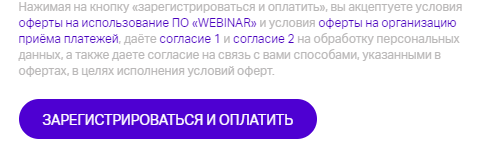 Нажимая на кнопку «зарегистрироваться и оплатить», вы акцептуете условия
оферты на использование ПО «WEBINAR» и условия оферты на организацию
приёма платежей, даёте согласие 1 и согласие 2 на обработку персональных
данных, а также даете согласие на связь с вами способами, указанными в
офертах, в целях исполнения условий оферт.
ЗАРЕГИСТРИРОВАТЬСЯ И ОПЛАТИТЬ